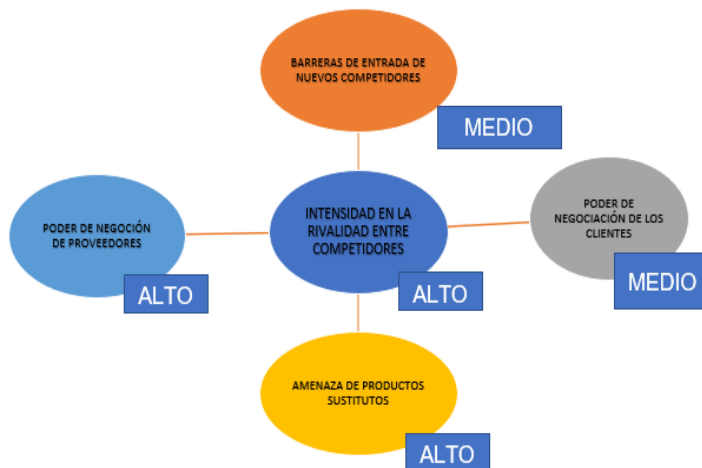 BARRERAS DE ENTRADA DE
NUEVOS COMPETIDORES
MEDIO
PODER DE NEGOCIÓN
DE PROVEEDORES
ALTO
INTENSIDAD EN LA
RIVALIDAD ENTRE
COMPETIDORES
ALTO
PODER DE
NEGOCIACIÓN DE LOS
CLIENTES
MEDIO
AMENAZA DE PRODUCTOS
SUSTITUTOS
ALTO